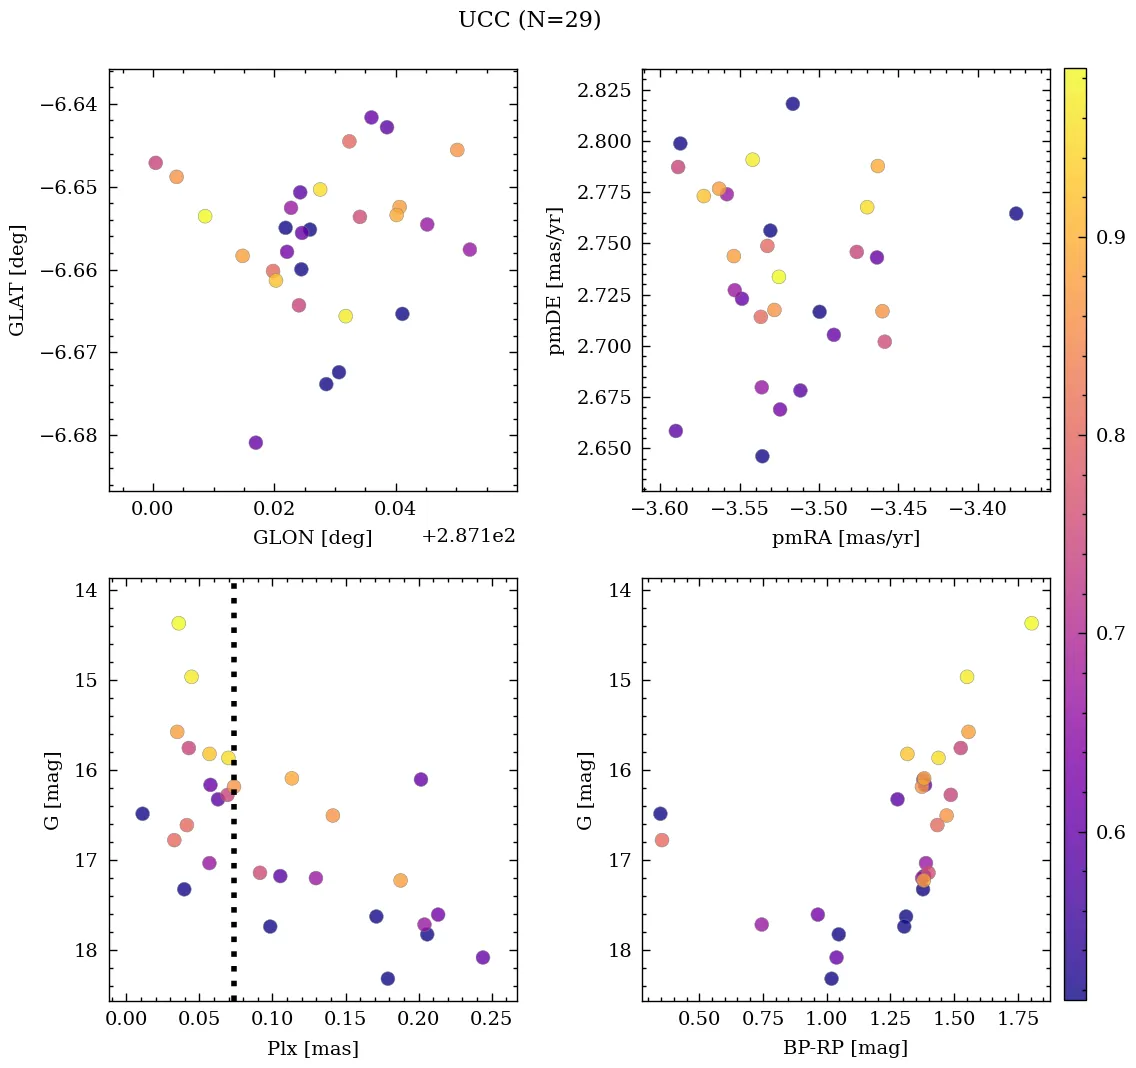 UCC (N=29)
−6.64
−6.65
−6.66
−6.67
−6.68
GLAT [deg]
0.00 0.02 0.04
GLON [deg]
+2.871e2
2.825
2.800
2.775
2.750
2.725
2.700
2.675
2.650
pmDE [mas/yr]
−3.60 −3.55 −3.50 −3.45 −3.40
pmRA [mas/yr]
14
15
16
17
18
G [mag]
0.00 0.05 0.10 0.15 0.20 0.25
Plx [mas]
14
15
16
17
18
G [mag]
0.50 0.75 1.00 1.25 1.50 1.75
BP-RP [mag]
0.9
0.8
0.7
0.6